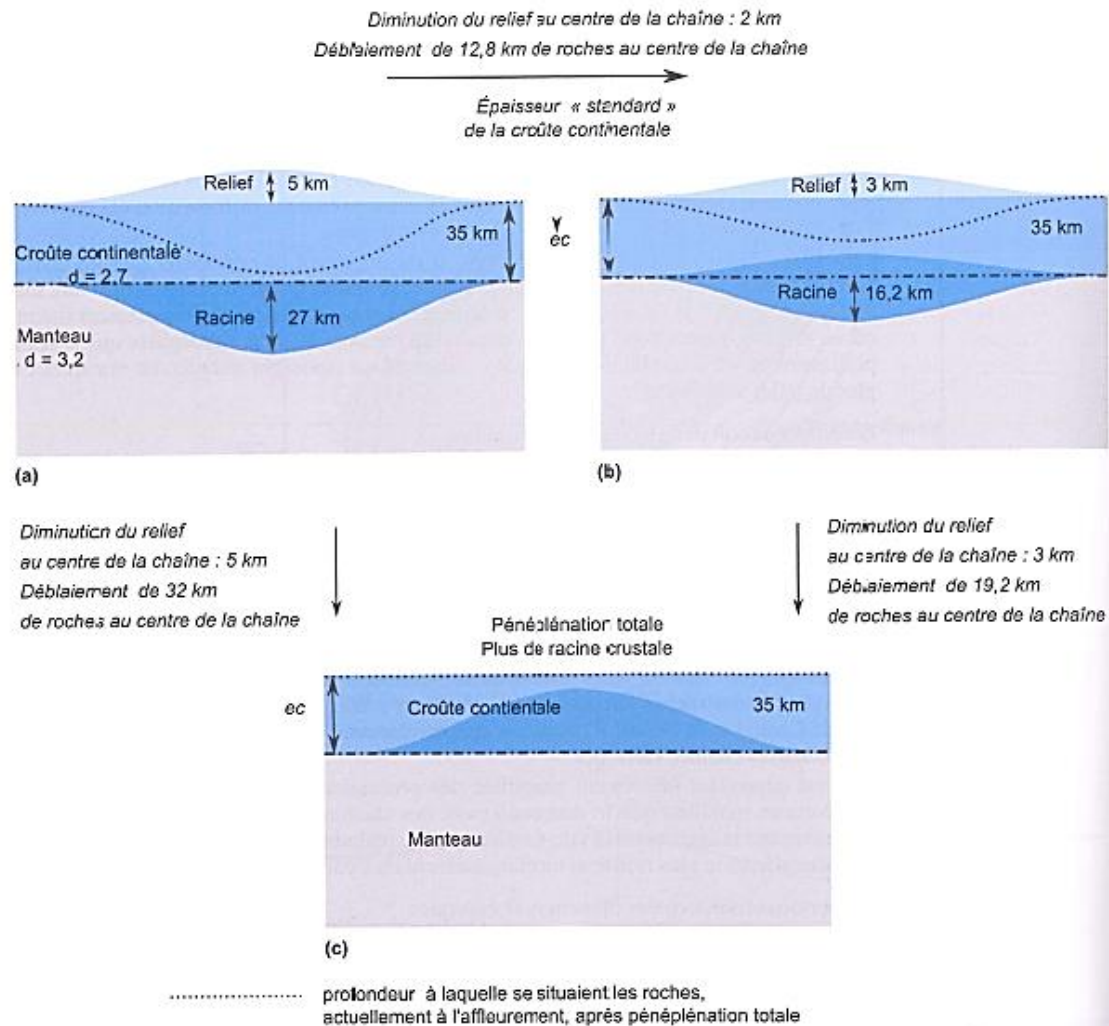 Diminution du relief au centre de la chaîne : 2 km
Déblaiement de 12,8 km de roches au centre de la chaîne
Épaisseur « standard »
de la croûte continentale
Relief 5 km
35 km
Croûte continentale
d = 2,7
Racine 27 km
Manteau
d = 3,2
(a)
ec
Relief 3 km
35 km
Racine 16,2 km
(b)
Diminution du relief
au centre de la chaîne : 5 km
Déblaiement de 32 km
de roches au centre de la chaîne
Diminution du relief
au centre de la chaîne : 3 km
Déblaiement de 19,2 km
de roches au centre de la chaîne
Pénéplénation totale
Plus de racine crustale
ec
Croûte contientale 35 km
Manteau
(c)
profondeur à laquelle se situaient les roches,
actuellement à l'affleurement, après pénéplénation totale